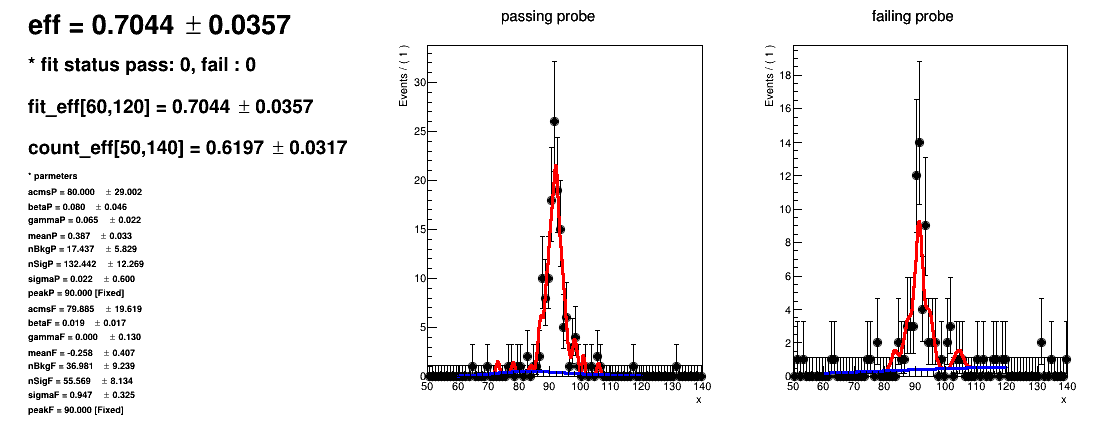 eff = 0.7044 ± 0.0357
* fit status pass: 0, fail : 0
fit_eff[60,120] = 0.7044 ± 0.0357
count_eff[50,140] = 0.6197 ± 0.0317
* parmeters
acmsP = 80.000 ± 29.002
betaP = 0.080 ± 0.046
gammaP = 0.065 ± 0.022
meanP = 0.387 ± 0.033
nBkgP = 17.437 ± 5.829
nSigP = 132.442 ± 12.269
sigmaP = 0.022 ± 0.600
peakP = 90.000 [Fixed]
acmsF = 79.885 ± 19.619
betaF = 0.019 ± 0.017
gammaF = 0.000 ± 0.130
meanF = -0.258 ± 0.407
nBkgF = 36.981 ± 9.239
nSigF = 55.569 ± 8.134
sigmaF = 0.947 ± 0.325
peakF = 90.000 [Fixed]
passing probe
Events / ( 1 )
30
25
20
15
10
5
0
50 60 70 80 90 100 110 120 130 140
x
failing probe
Events / ( 1 )
18
16
14
12
10
8
6
4
2
0
50 60 70 80 90 100 110 120 130 140
x